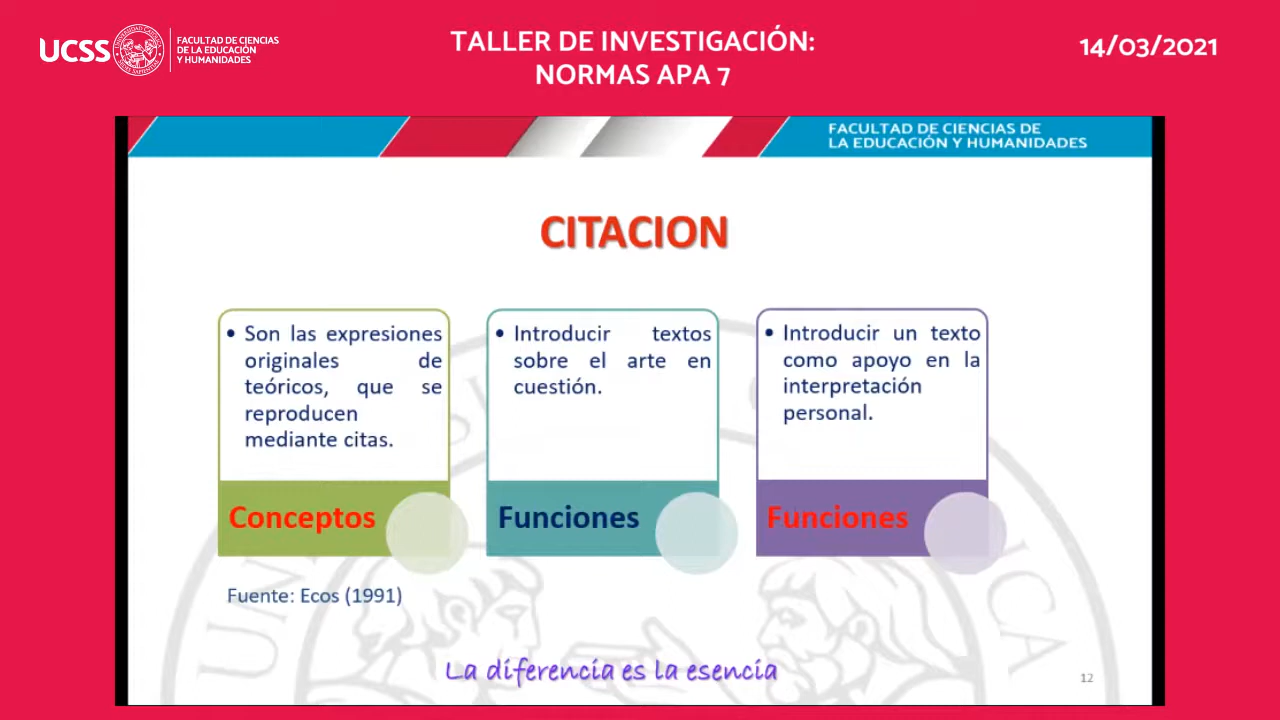 UCSS
FACULTAD DE CIENCIAS
DE LA EDUCACIÓN
Y HUMANIDADES
TALLER DE INVESTIGACIÓN:
NORMAS APA 7
14/03/2021
FACULTAD DE CIENCIAS DE
LA EDUCACIÓN Y HUMANIDADES
CITACION
• Son las expresiones
originales de
teóricos, que se
reproducen
mediante citas.
Conceptos
• Introducir textos
sobre el arte en
cuestión.
Funciones
• Introducir un texto
como apoyo en la
interpretación
personal.
Funciones
Fuente: Ecos (1991)
La diferencia es la esencia
12